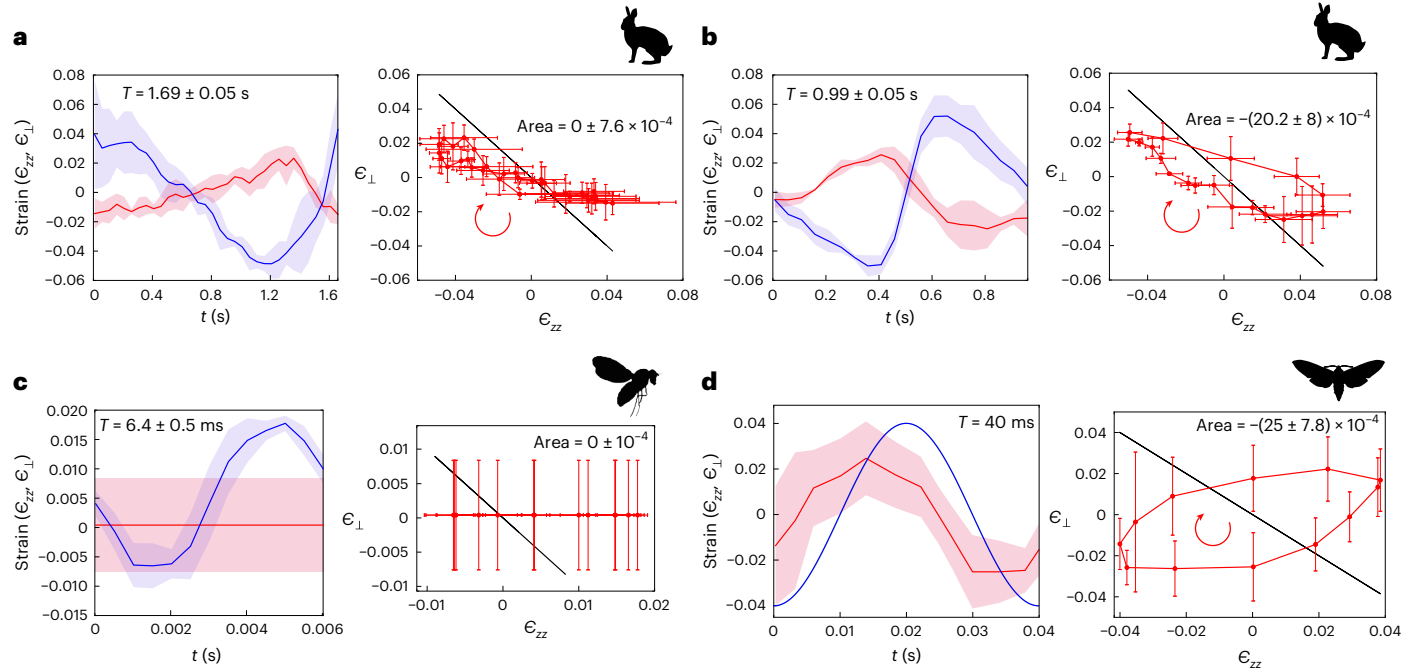 a
T = 1.69 ± 0.05 s
Strain (ϵzz, ϵ⊥)
0.08
0.06
0.04
0.02
0
−0.02
−0.04
−0.06
0 0.4 0.8 1.2 1.6
t (s)
Area = 0 ± 7.6 × 10−4
ϵ⊥
0.06
0.04
0.02
0
−0.02
−0.04
−0.06
−0.04 0 0.04 0.08
ϵzz
b
T = 0.99 ± 0.05 s
Strain (ϵzz, ϵ⊥)
0.08
0.06
0.04
0.02
0
−0.02
−0.04
−0.06
0 0.2 0.4 0.6 0.8
t (s)
Area = −(20.2 ± 8) × 10−4
ϵ⊥
0.06
0.04
0.02
0
−0.02
−0.04
−0.06
−0.04 0 0.04 0.08
ϵzz
c
T = 6.4 ± 0.5 ms
Strain (ϵzz, ϵ⊥)
0.020
0.015
0.010
0.005
0
−0.005
−0.010
−0.015
0 0.002 0.004 0.006
t (s)
Area = 0 ± 10−4
ϵ⊥
0.01
0.005
0
−0.005
−0.01
−0.01 0 0.01 0.02
ϵzz
d
T = 40 ms
Strain (ϵzz, ϵ⊥)
0.04
0.02
0
−0.02
−0.04
0 0.01 0.02 0.03 0.04
t (s)
Area = −(25 ± 7.8) × 10−4
ϵ⊥
0.04
0.02
0
−0.02
−0.04
−0.04 −0.02 0 0.02 0.04
ϵzz